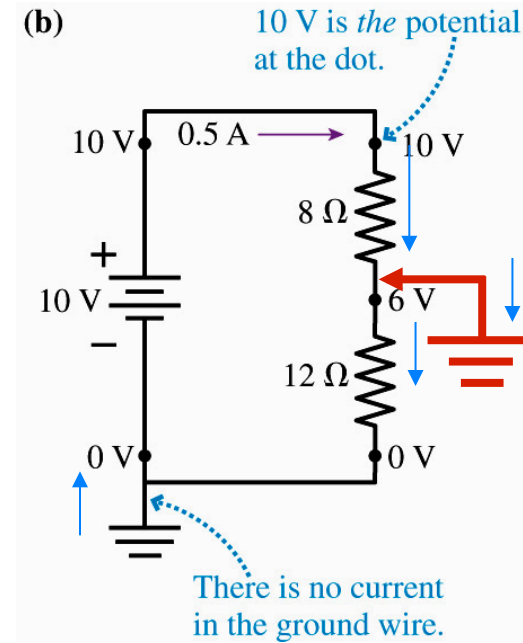 (b)
10 V is the potential
at the dot.
10 V
0.5 A
10 V
8 Ω
+
10 V
6 V
−
12 Ω
0 V
0 V
There is no current
in the ground wire.